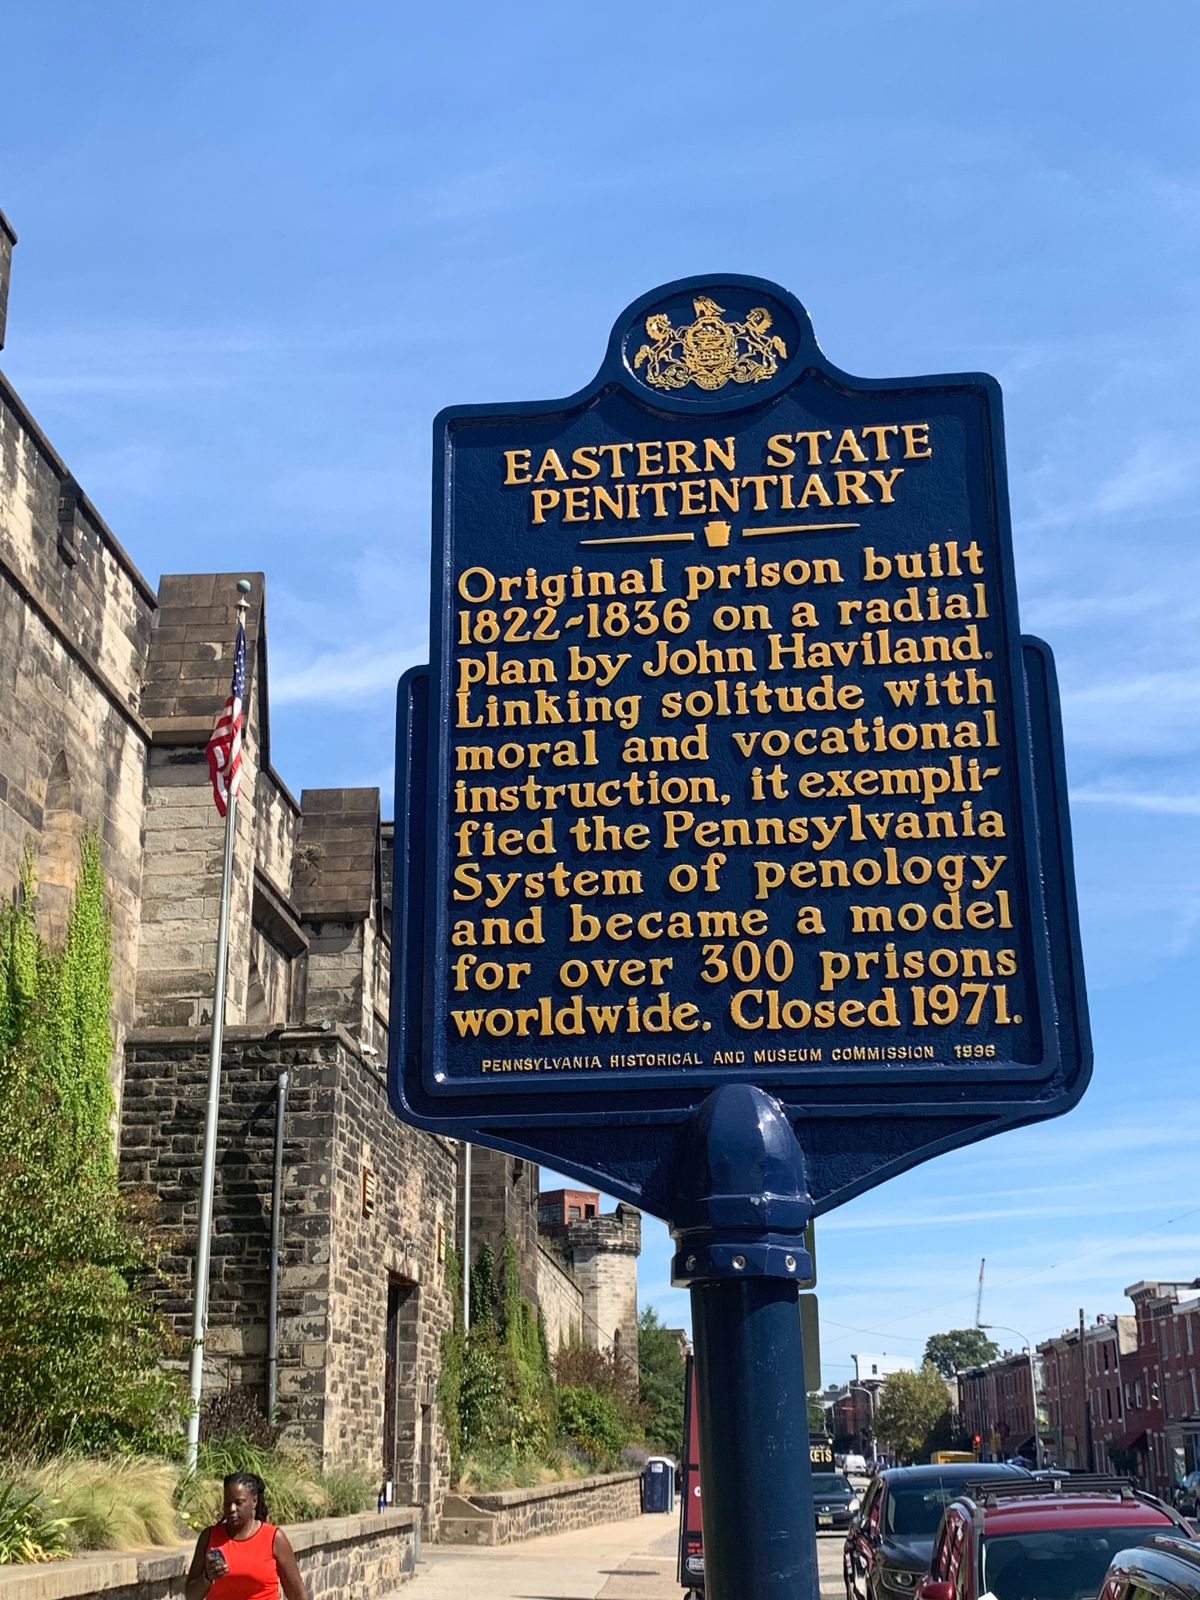 EASTERN STATE
PENITENTIARY
Original prison built
1822~1836 on a radial
plan by John Haviland.
Linking solitude with
moral and vocational
instruction, it exempli~
fied the Pennsylvania
System of penology
and became a model
for over 300 prisons
worldwide. Closed 1971.
PENNSYLVANIA HISTORICAL AND MUSEUM COMMISSION 1996